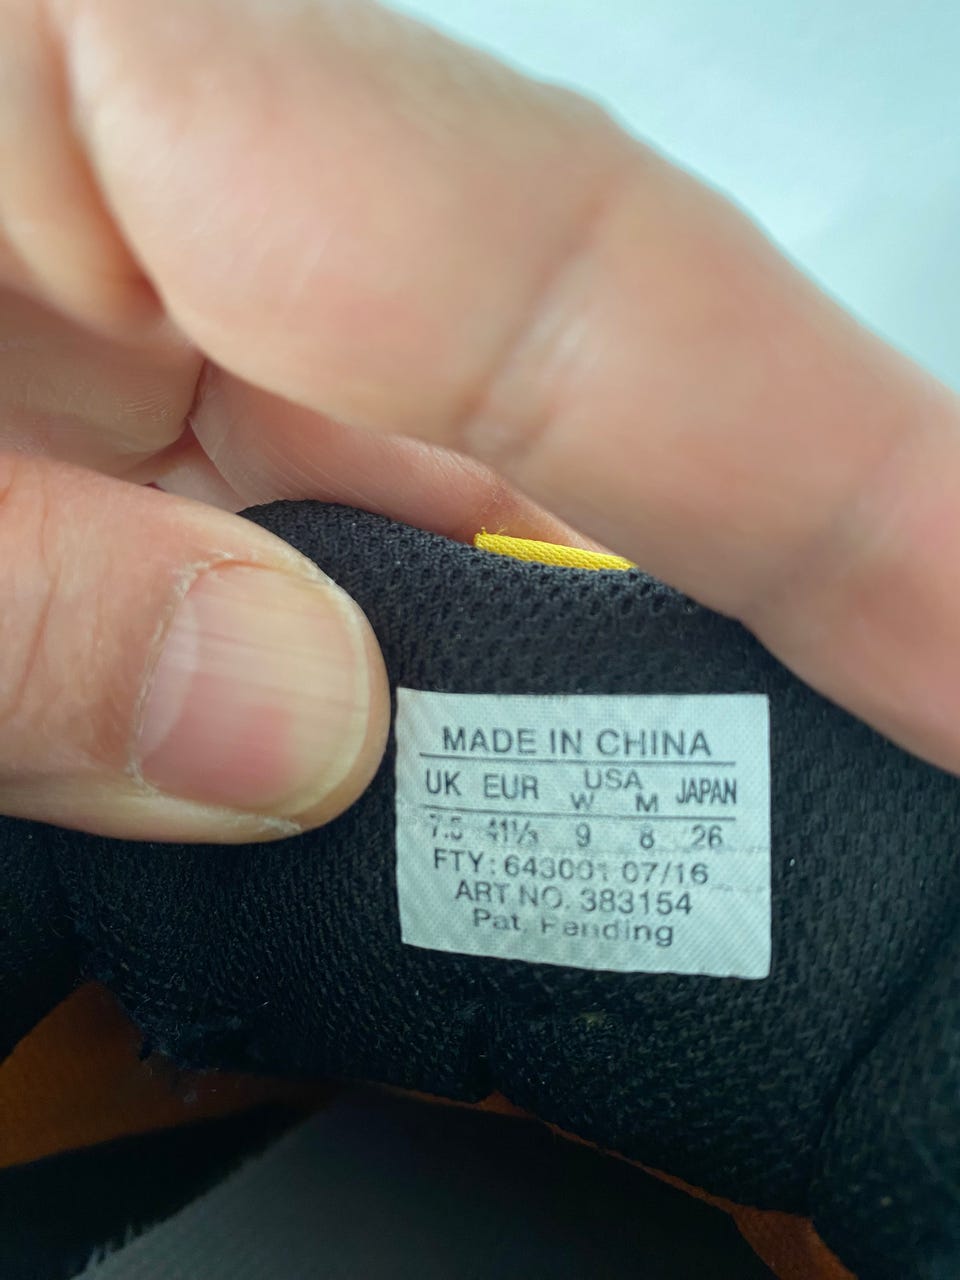 MADE IN CHINA
UK EUR USA JAPAN
W M
7.5 41⅓ 9 8 26
FTY: 643001 07/16
ART NO. 383154
Pat. Pending